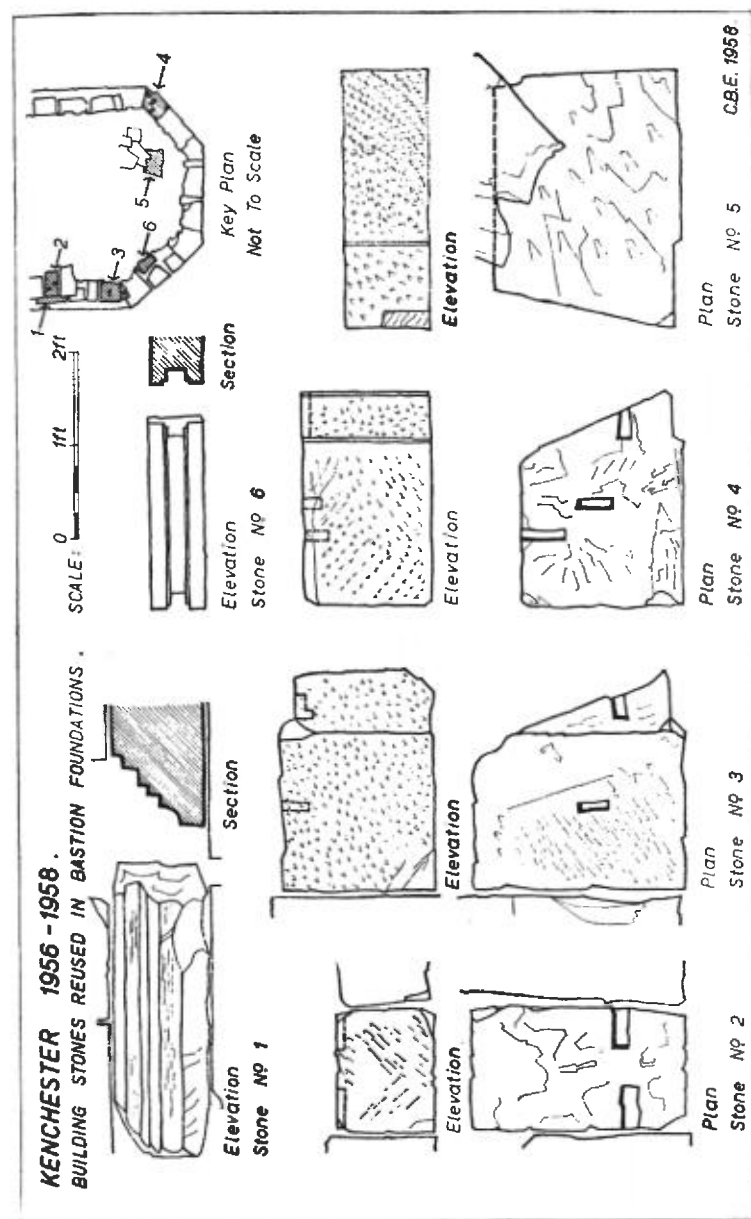 KENCHESTER 1956-1958.
BUILDING STONES REUSED IN BASTION FOUNDATIONS.
SCALE: 0 1ft 2ft
Elevation
Stone Nº 1
Section
Elevation
Stone Nº 6
Section
1
2
3
4
5
6
Key Plan
Not To Scale
Elevation
Elevation
Elevation
Elevation
Plan
Stone Nº 2
Plan
Stone Nº 3
Plan
Stone Nº 4
Plan
Stone Nº 5
C.B.E. 1958